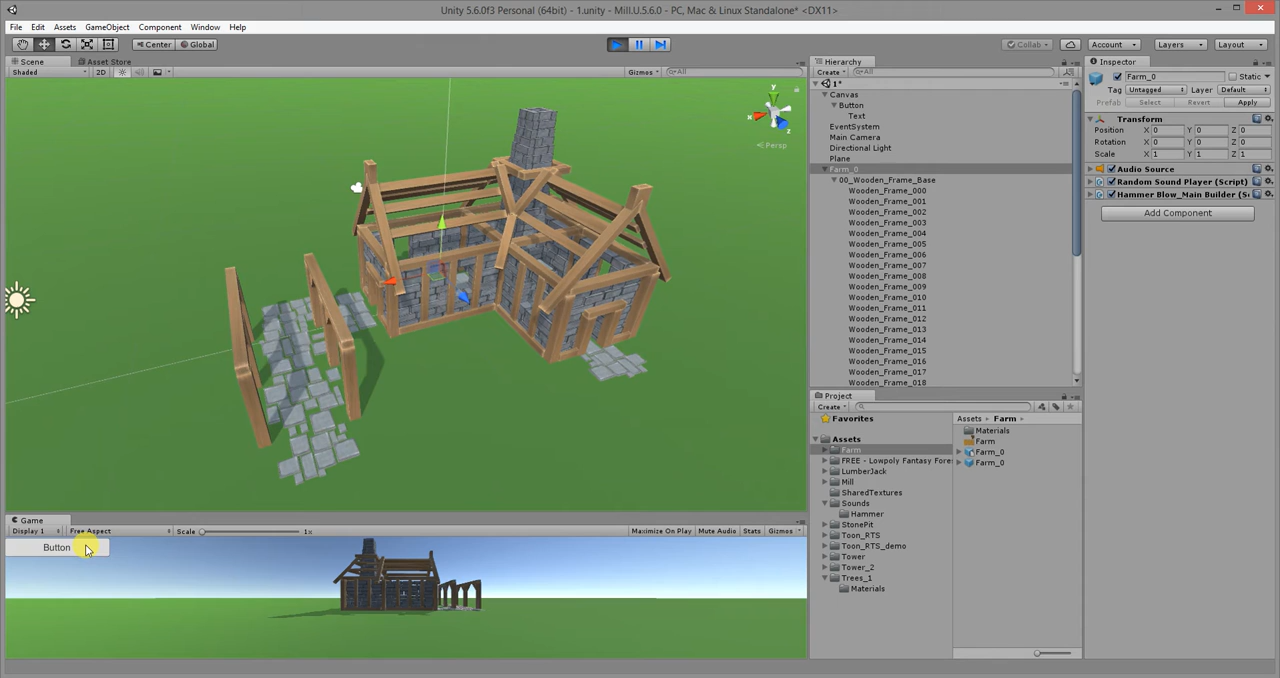 Unity 5.6.0f3 Personal (64bit) - 1.unity - Mill.U.5.6.0 - PC, Mac & Linux Standalone* <DX11>
File Edit Assets GameObject Component Window Help
Center Global Collab Account Layers Layout
Scene Asset Store
Shaded 2D Gizmos All
y
x
z
Persp
Hierarchy
Create All
1*
Canvas
Button
Text
EventSystem
Main Camera
Directional Light
Plane
Farm_0
00_Wooden_Frame_Base
Wooden_Frame_000
Wooden_Frame_001
Wooden_Frame_002
Wooden_Frame_003
Wooden_Frame_004
Wooden_Frame_005
Wooden_Frame_006
Wooden_Frame_007
Wooden_Frame_008
Wooden_Frame_009
Wooden_Frame_010
Wooden_Frame_011
Wooden_Frame_012
Wooden_Frame_013
Wooden_Frame_014
Wooden_Frame_015
Wooden_Frame_016
Wooden_Frame_017
Wooden_Frame_018
Inspector
Farm_0 Static
Tag Untagged Layer Default
Prefab Select Revert Apply
Transform
Position X 0 Y 0 Z 0
Rotation X 0 Y 0 Z 0
Scale X 1 Y 1 Z 1
Audio Source
Random Sound Player (Script)
Hammer Blow_Main Builder (S
Add Component
Project
Create
Favorites
Assets
Farm
FREE - Lowpoly Fantasy Fores
LumberJack
Mill
SharedTextures
Sounds
Hammer
StonePit
Toon_RTS
Toon_RTS_demo
Tower
Tower_2
Trees_1
Materials
Assets Farm
Materials
Farm
Farm_0
Farm_0
Game
Display 1 Free Aspect Scale 1x Maximize On Play Mute Audio Stats Gizmos
Button